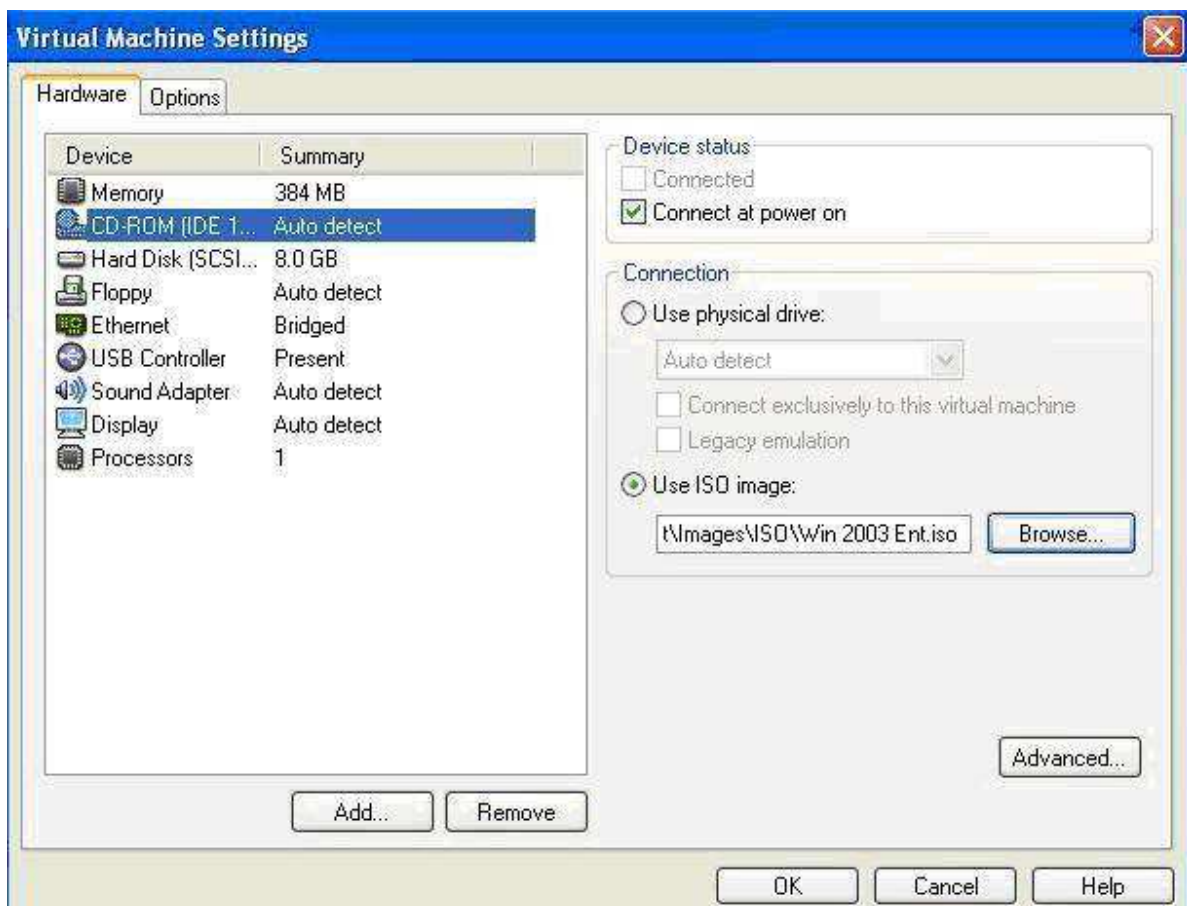 Virtual Machine Settings
Hardware Options
Device Summary
Memory 384 MB
CD-ROM (IDE 1... Auto detect
Hard Disk (SCSI... 8.0 GB
Floppy Auto detect
Ethernet Bridged
USB Controller Present
Sound Adapter Auto detect
Display Auto detect
Processors 1
Add... Remove
Device status
Connected
Connect at power on
Connection
Use physical drive:
Auto detect
Connect exclusively to this virtual machine
Legacy emulation
Use ISO image:
t\Images\ISO\Win 2003 Ent.iso Browse...
Advanced...
OK Cancel Help